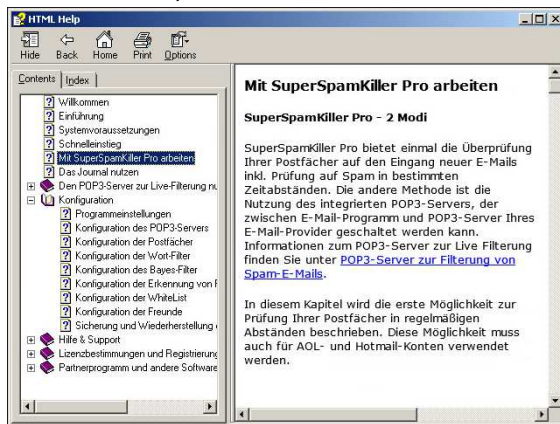 HTML Help
Hide Back Home Print Options
Contents Index
Willkommen
Einführung
Systemvoraussetzungen
Schnelleinstieg
Mit SuperSpamKiller Pro arbeiten
Das Journal nutzen
Den POP3-Server zur Live-Filterung nu
Konfiguration
Programmeinstellungen
Konfiguration des POP3-Servers
Konfiguration der Postfächer
Konfiguration der Wort-Filter
Konfiguration des Bayes-Filter
Konfiguration der Erkennung von F
Konfiguration der WhiteList
Konfiguration der Freunde
Sicherung und Wiederherstellung
Hilfe & Support
Lizenzbestimmungen und Registrierung
Partnerprogramm und andere Software
Mit SuperSpamKiller Pro arbeiten
SuperSpamKiller Pro - 2 Modi
SuperSpamKiller Pro bietet einmal die Überprüfung
Ihrer Postfächer auf den Eingang neuer E-Mails
inkl. Prüfung auf Spam in bestimmten
Zeitabständen. Die andere Methode ist die
Nutzung des integrierten POP3-Servers, der
zwischen E-Mail-Programm und POP3-Server Ihres
E-Mail-Provider geschaltet werden kann.
Informationen zum POP3-Server zur Live Filterung
finden Sie unter POP3-Server zur Filterung von
Spam-E-Mails.
In diesem Kapitel wird die erste Möglichkeit zur
Prüfung Ihrer Postfächer in regelmäßigen
Abständen beschrieben. Diese Möglichkeit muss
auch für AOL- und Hotmail-Konten verwendet
werden.